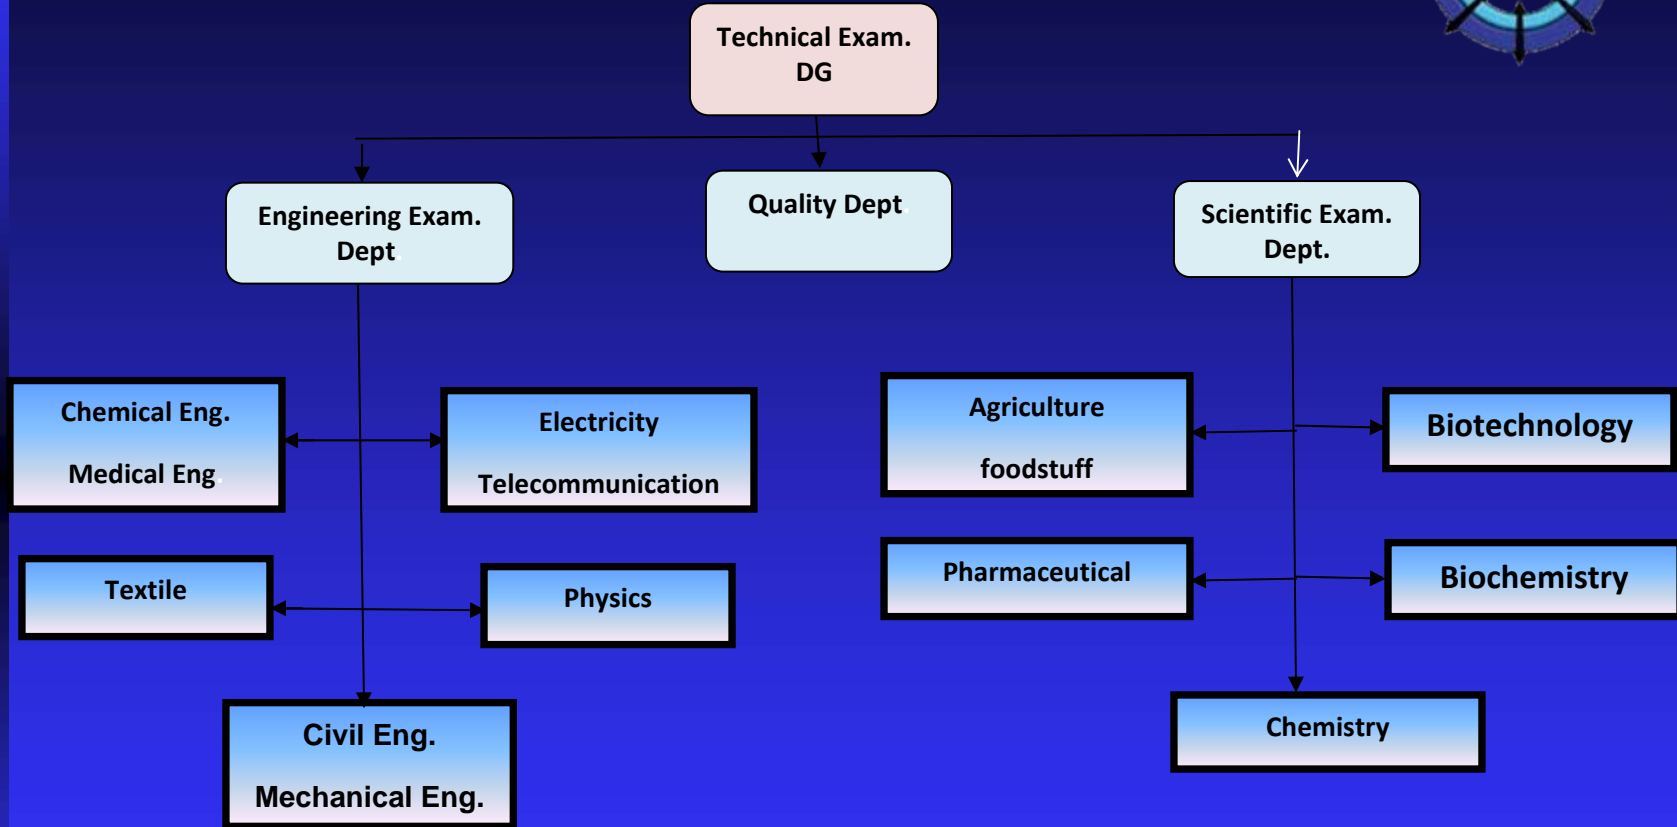 Technical Exam.
DG
Engineering Exam.
Dept.
Quality Dept.
Scientific Exam.
Dept.
Chemical Eng.
Medical Eng.
Electricity
Telecommunication
Agriculture
foodstuff
Biotechnology
Textile
Physics
Pharmaceutical
Biochemistry
Civil Eng.
Mechanical Eng.
Chemistry